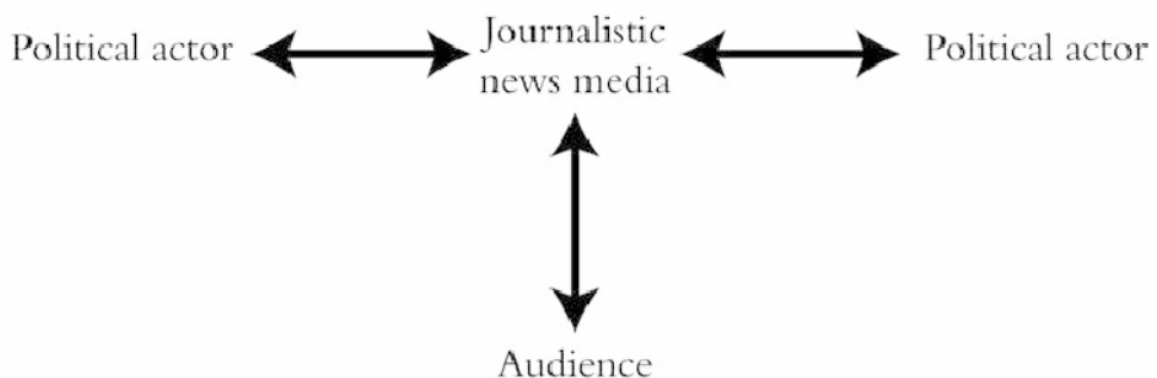 Political actor
Journalistic
news media
Political actor
Audience